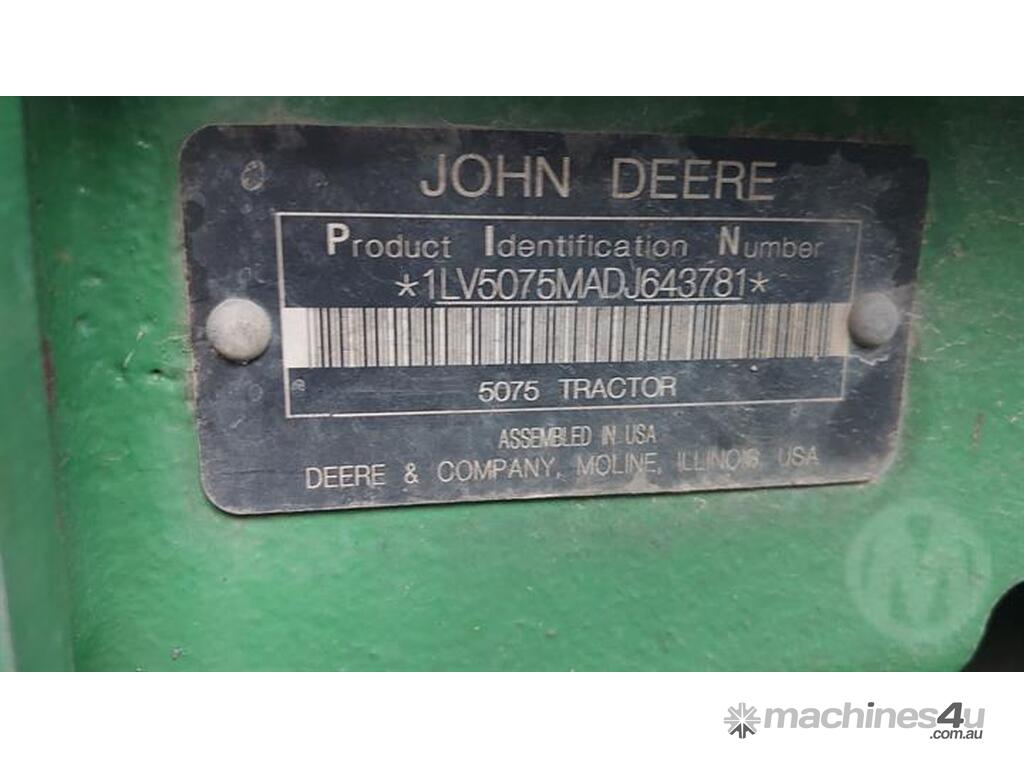 JOHN DEERE
Product Identification Number
*1LV5075MADJ643781*
5075 TRACTOR
ASSEMBLED IN USA
DEERE & COMPANY, MOLINE, ILLINOIS USA
M
machines4u
.com.au